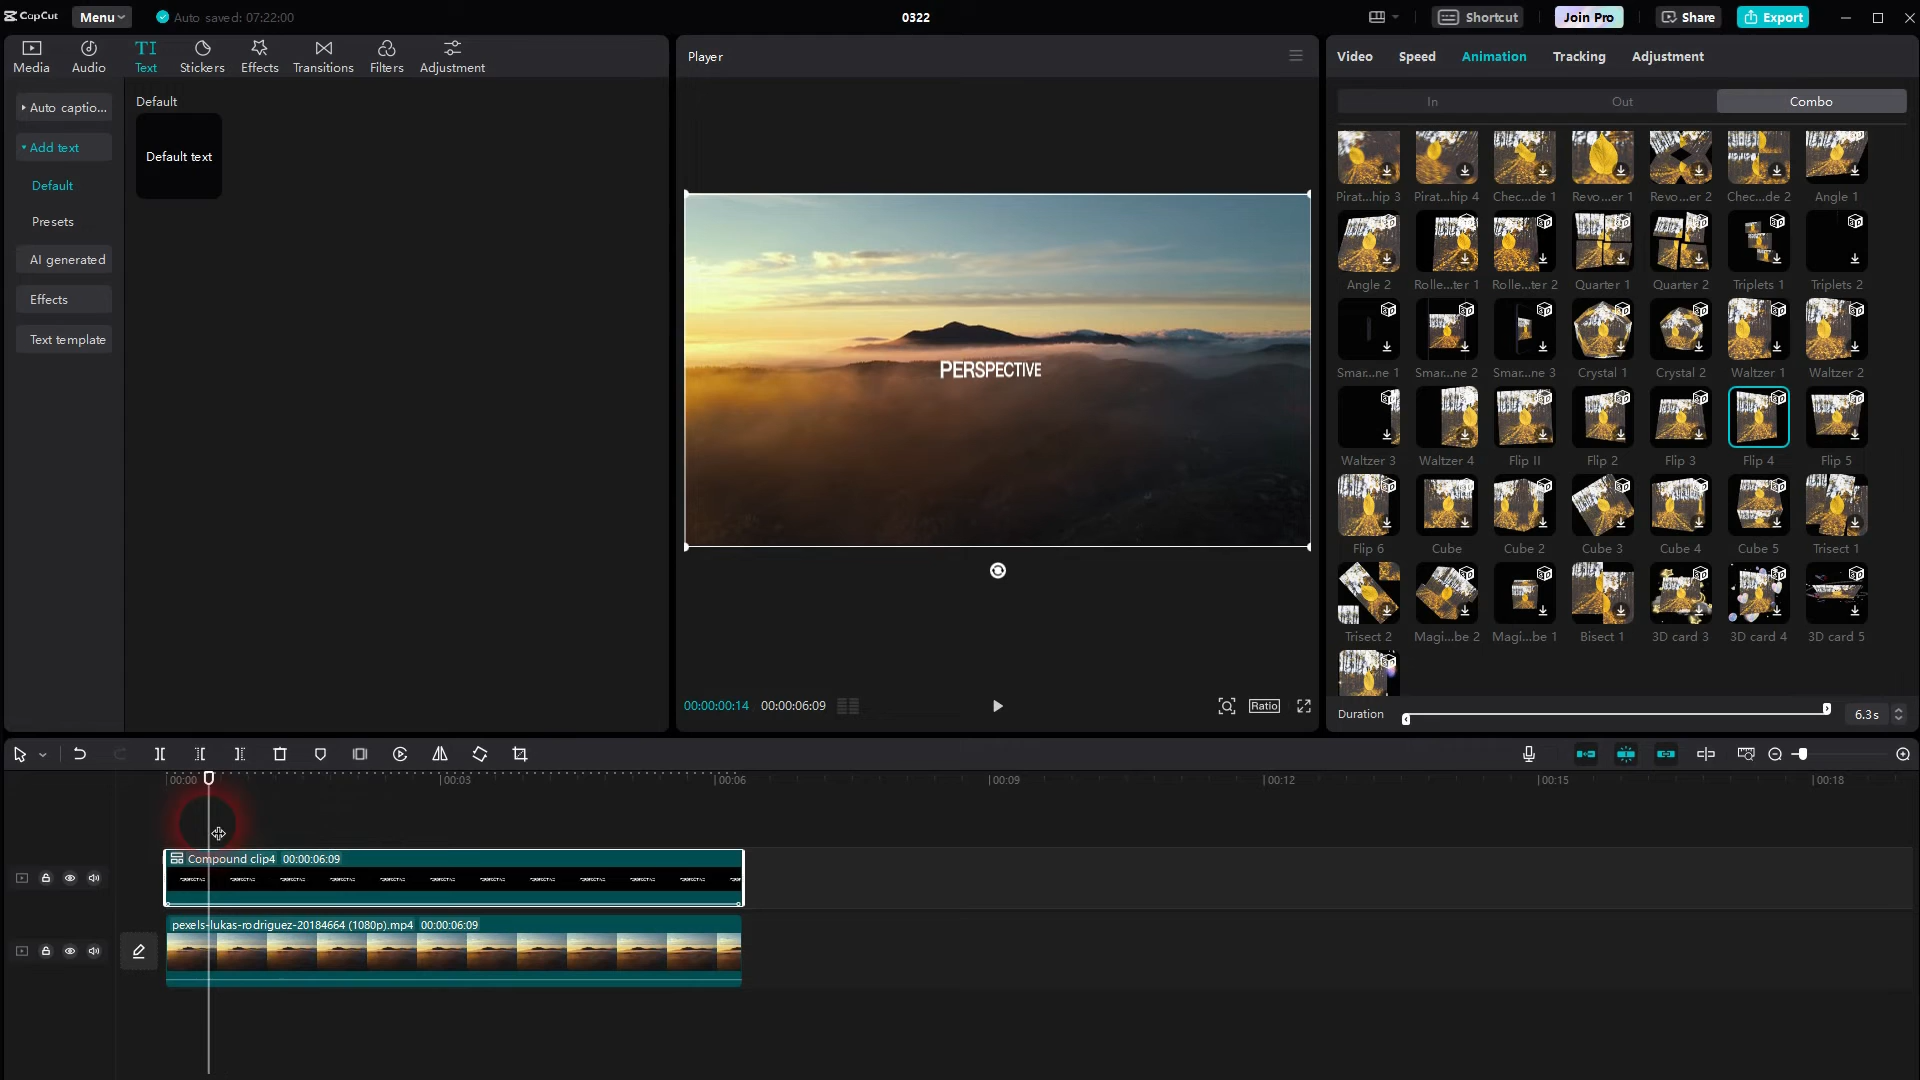 CapCut
Menu
Auto saved: 07:22:00
0322
Shortcut
Join Pro
Share
Export
Media
Audio
TI
Text
Stickers
Effects
Transitions
Filters
Adjustment
Auto captio...
Add text
Default
Presets
AI generated
Effects
Text template
Default
Default text
Player
PERSPECTIVE
00:00:00:14
00:00:06:09
Ratio
Video
Speed
Animation
Tracking
Adjustment
In
Out
Combo
Pirat...hip 3
Pirat...hip 4
Chec...de 1
Revo...er 1
Revo...er 2
Chec...de 2
Angle 1
Angle 2
Rolle...ter 1
Rolle...ter 2
Quarter 1
Quarter 2
Triplets 1
Triplets 2
Smar...ne 1
Smar...ne 2
Smar...ne 3
Crystal 1
Crystal 2
Waltzer 1
Waltzer 2
Waltzer 3
Waltzer 4
Flip II
Flip 2
Flip 3
Flip 4
Flip 5
Flip 6
Cube
Cube 2
Cube 3
Cube 4
Cube 5
Trisect 1
Trisect 2
Magi...be 2
Magi...be 1
Bisect 1
3D card 3
3D card 4
3D card 5
Duration
6.3s
00:00
00:03
00:06
00:09
00:12
00:15
00:18
Compound clip4 00:00:06:09
pexels-lukas-rodriguez-20184664 (1080p).mp4 00:00:06:09